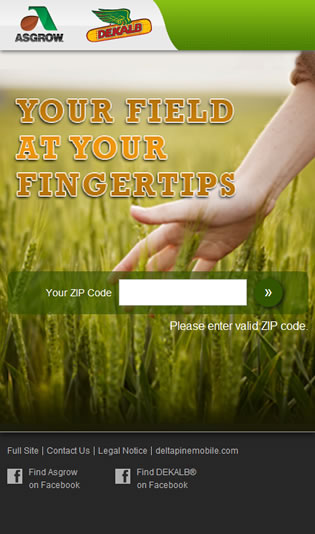 ASGROW
DEKALB
YOUR FIELD
AT YOUR
FINGERTIPS
Your ZIP Code »
Please enter valid ZIP code.
Full Site | Contact Us | Legal Notice | deltapinemobile.com
Find Asgrow
on Facebook
Find DEKALB®
on Facebook